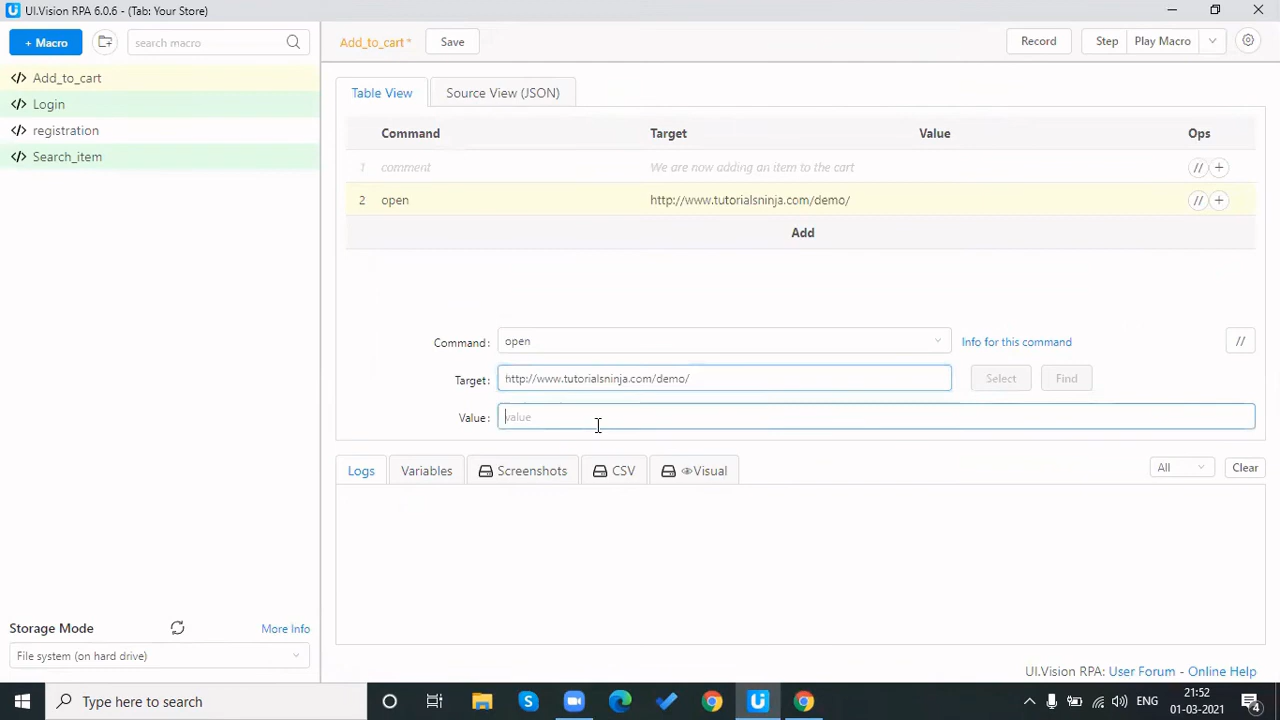 UI.Vision RPA 6.0.6 - (Tab: Your Store)
+ Macro
search macro
Add_to_cart *
Save
Record
Step
Play Macro
Add_to_cart
Login
registration
Search_item
Table View
Source View (JSON)
Command
Target
Value
Ops
1
comment
We are now adding an item to the cart
//
+
2
open
http://www.tutorialsninja.com/demo/
//
+
Add
Command:
open
Info for this command
//
Target:
http://www.tutorialsninja.com/demo/
Select
Find
Value:
value
Logs
Variables
Screenshots
CSV
Visual
All
Clear
Storage Mode
More Info
File system (on hard drive)
UI.Vision RPA: User Forum - Online Help
Type here to search
ENG
21:52
01-03-2021
4